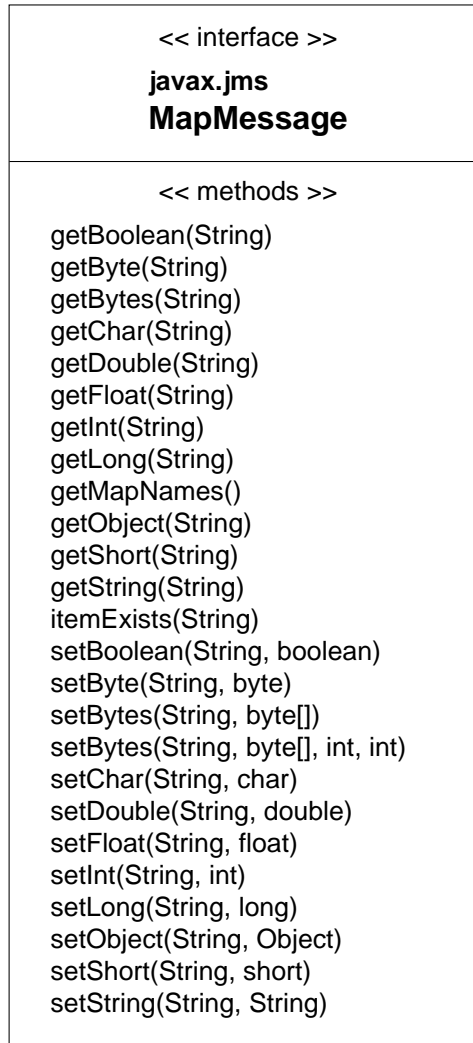 << interface >>
javax.jms
MapMessage
<< methods >>
getBoolean(String)
getByte(String)
getBytes(String)
getChar(String)
getDouble(String)
getFloat(String)
getInt(String)
getLong(String)
getMapNames()
getObject(String)
getShort(String)
getString(String)
itemExists(String)
setBoolean(String, boolean)
setByte(String, byte)
setBytes(String, byte[])
setBytes(String, byte[], int, int)
setChar(String, char)
setDouble(String, double)
setFloat(String, float)
setInt(String, int)
setLong(String, long)
setObject(String, Object)
setShort(String, short)
setString(String, String)